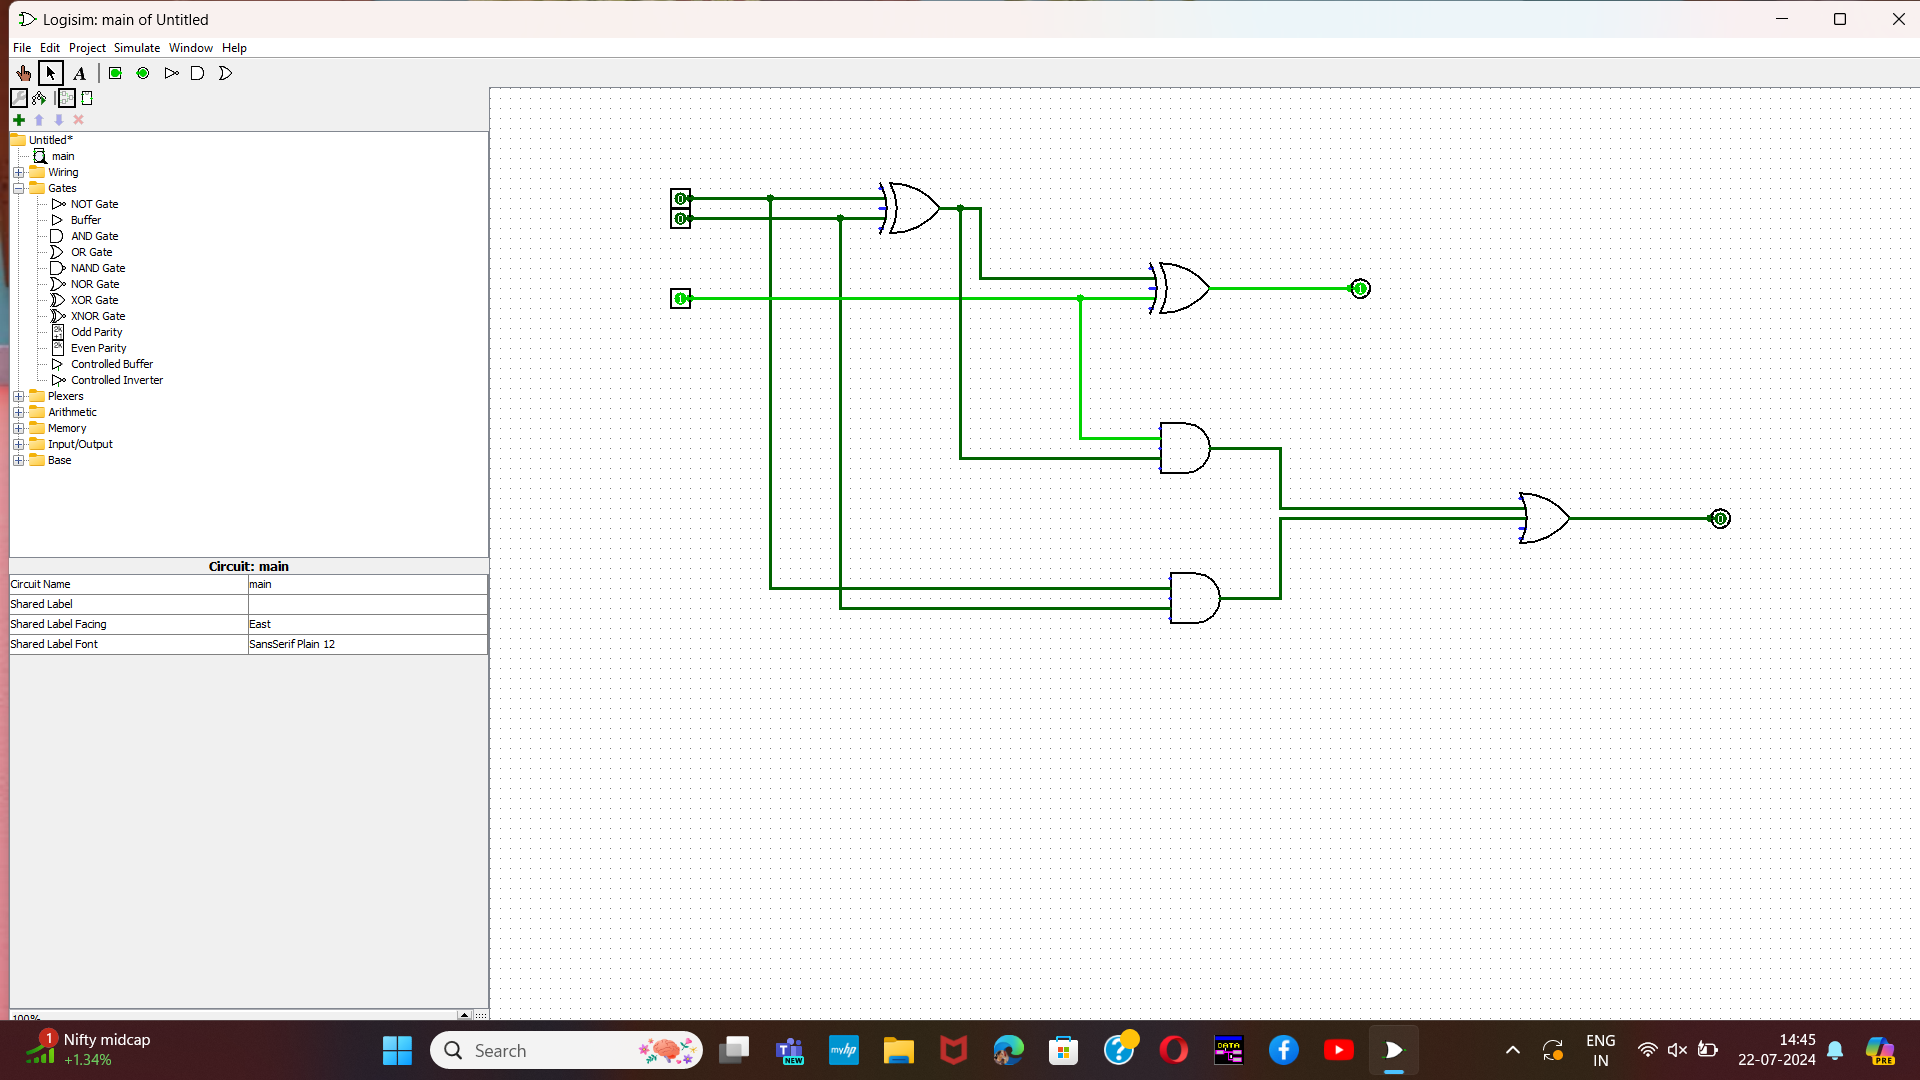 Logisim: main of Untitled
File Edit Project Simulate Window Help
A
Untitled*
main
Wiring
Gates
NOT Gate
Buffer
AND Gate
OR Gate
NAND Gate
NOR Gate
XOR Gate
XNOR Gate
Odd Parity
Even Parity
Controlled Buffer
Controlled Inverter
Plexers
Arithmetic
Memory
Input/Output
Base
0
0
1
1
0
Circuit: main
Circuit Name main
Shared Label
Shared Label Facing East
Shared Label Font SansSerif Plain 12
100%
1
Nifty midcap
+1.34%
Search
NEW
myhp
DATA
ENG
IN
14:45
22-07-2024
PRE